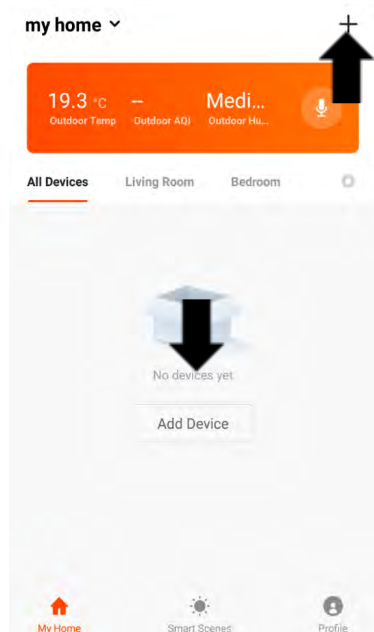 my home
19.3 °C -- Medi...
Outdoor Temp Outdoor AQI Outdoor Hu...
All Devices Living Room Bedroom
No devices yet
Add Device
My Home Smart Scenes Profile